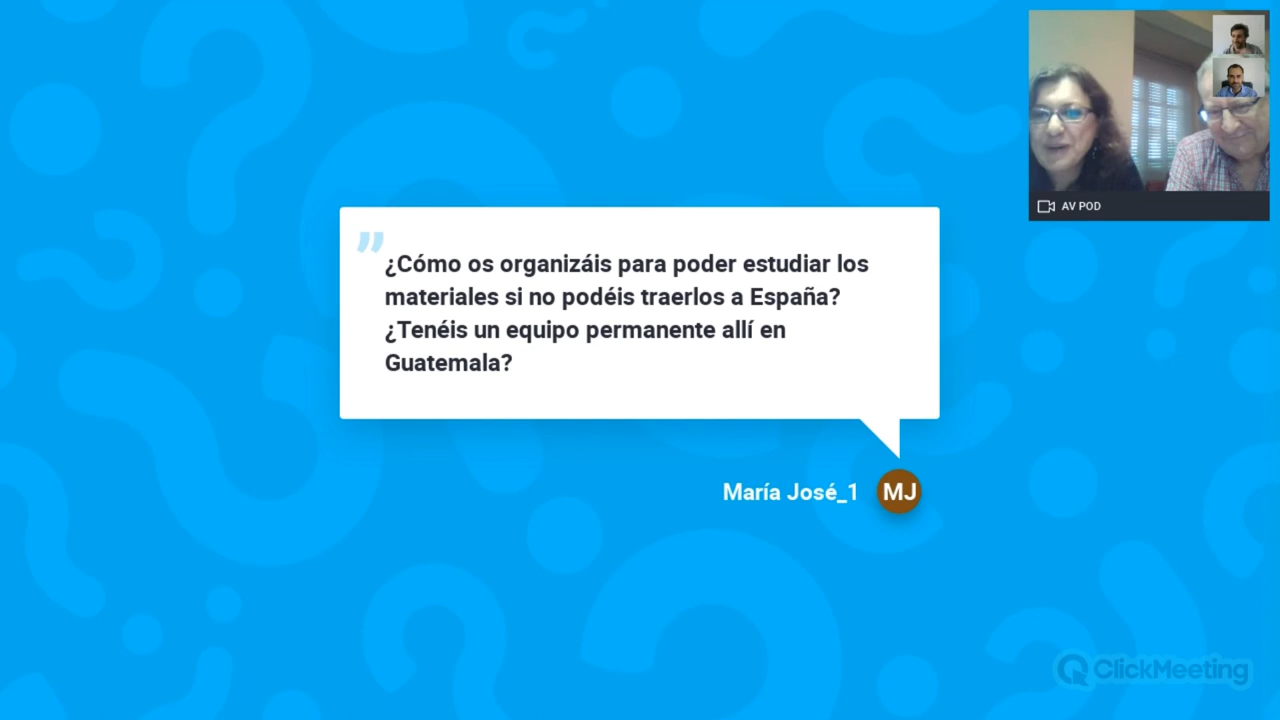 AV POD
¿Cómo os organizáis para poder estudiar los
materiales si no podéis traerlos a España?
¿Tenéis un equipo permanente allí en
Guatemala?
María José_1
MJ
ClickMeeting